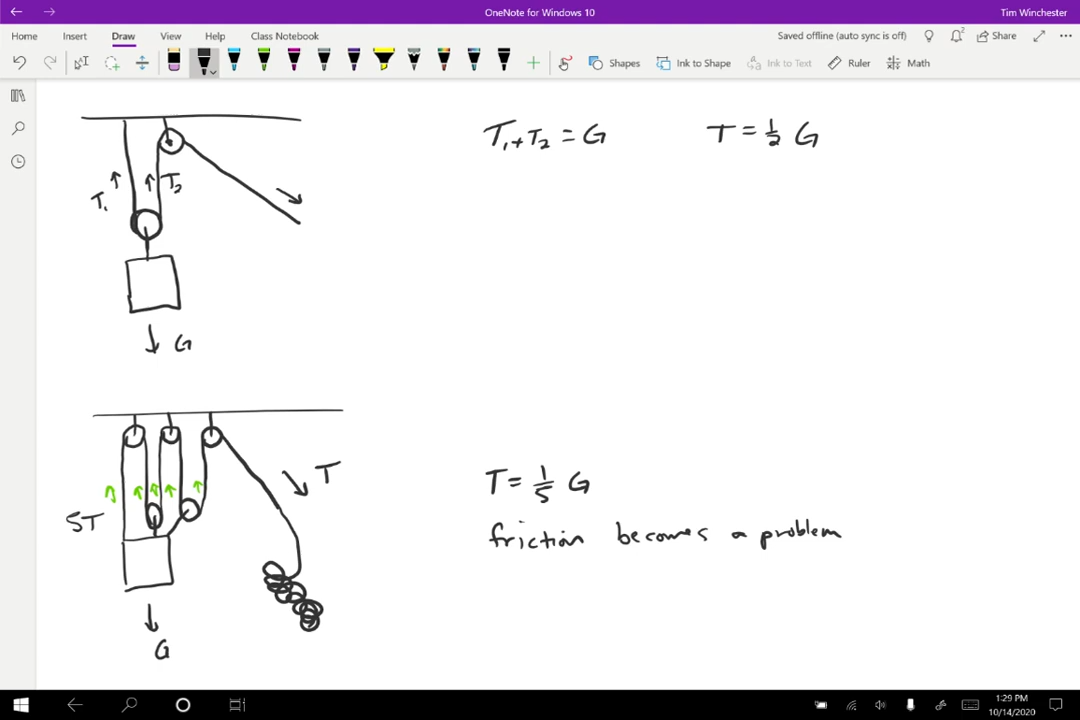 OneNote for Windows 10
Tim Winchester
Home Insert Draw View Help Class Notebook
Saved offline (auto sync is off) Share
Shapes Ink to Shape Ink to Text Ruler Math
T₁+T₂ = G T = 1/2 G
T₁ T₂
G
T
T = 1/5 G
5T
friction becomes a problem
G
1:29 PM
10/14/2020